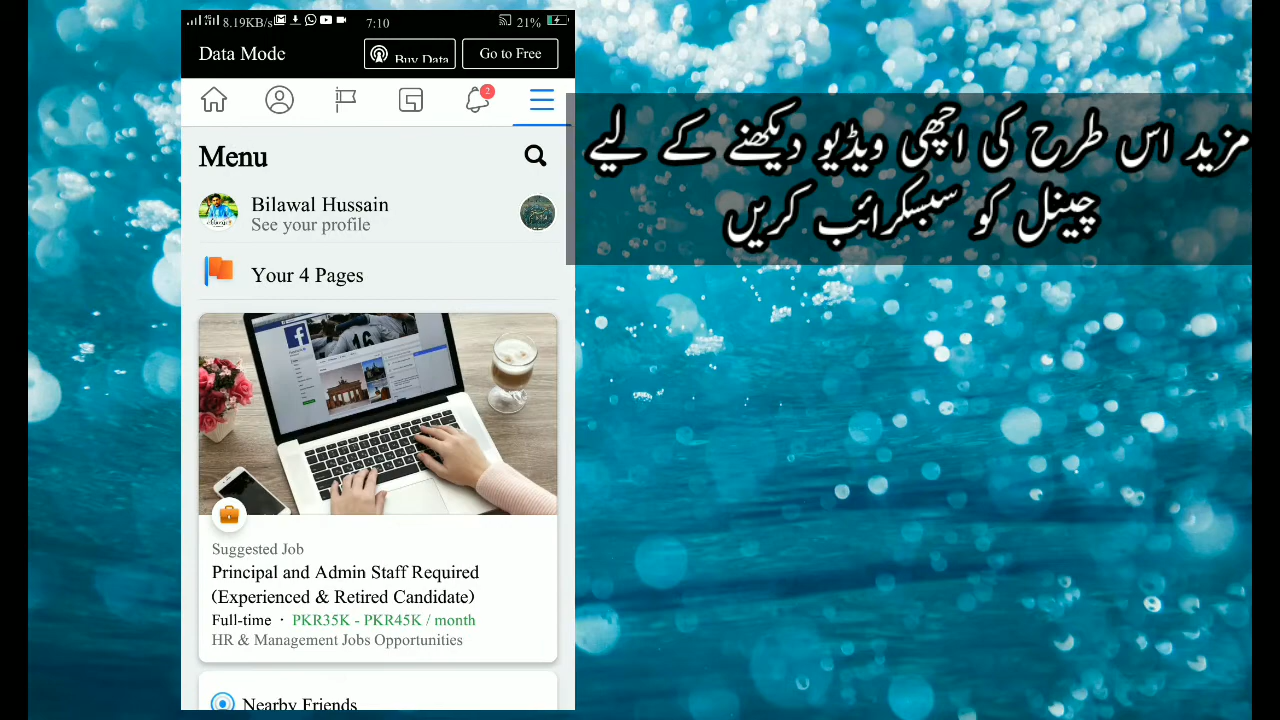 8.19KB/s 7:10 21%
Data Mode Buy Data Go to Free
2
Menu
Bilawal Hussain
See your profile
Your 4 Pages
Suggested Job
Principal and Admin Staff Required
(Experienced & Retired Candidate)
Full-time · PKR35K - PKR45K / month
HR & Management Jobs Opportunities
Nearby Friends
مزید اس طرح کی اچھی ویڈیو دیکھنے کے لیے
چینل کو سبسکرائب کریں